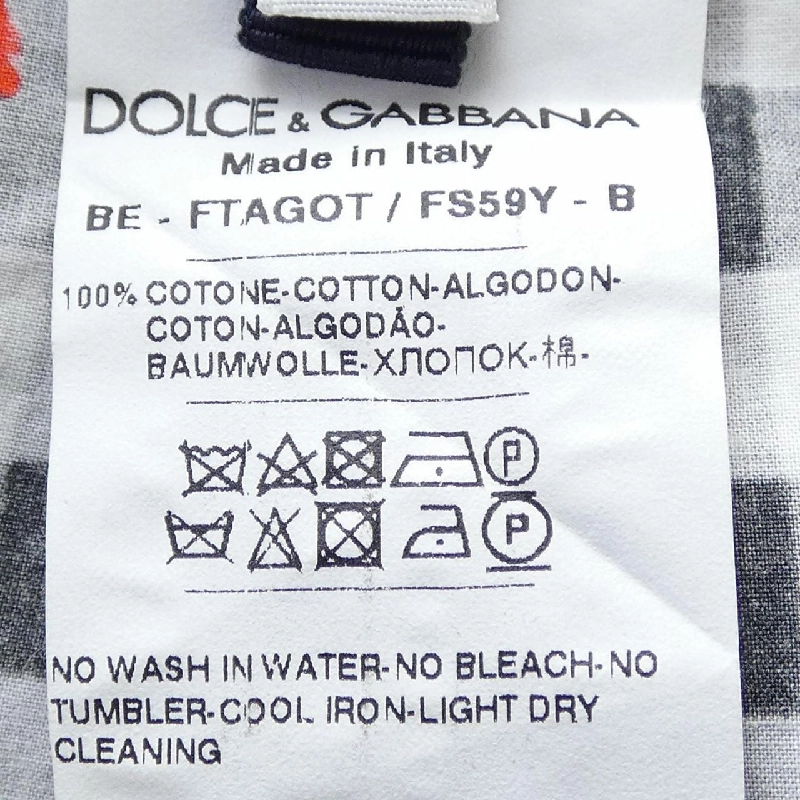 DOLCE & GABBANA
Made in Italy
BE - FTAGOT / FS59Y - B
100% COTONE-COTTON-ALGODON-
COTON-ALGODÃO-
BAUMWOLLE-ХЛОПОК-棉-
P
P
NO WASH IN WATER-NO BLEACH-NO
TUMBLER-COOL IRON-LIGHT DRY
CLEANING